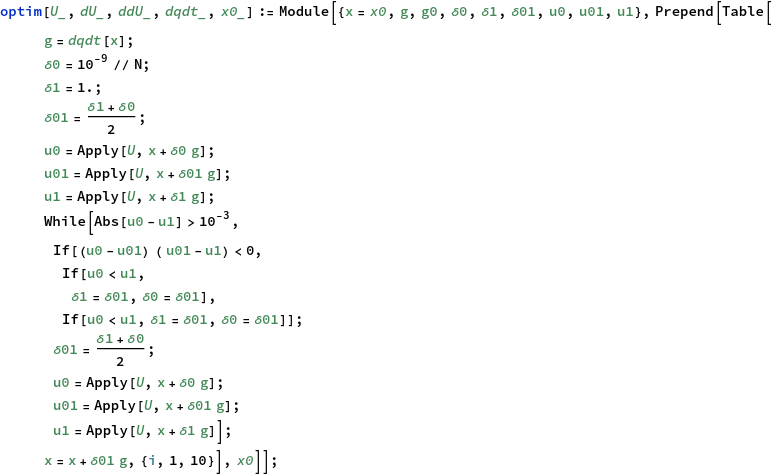 optim[U_, dU_, ddU_, dqdt_, x0_] := Module[{x = x0, g, g0, δ0, δ1, δ01, u0, u01, u1}, Prepend[Table[
g = dqdt[x];
δ0 = 10^-9 // N;
δ1 = 1.;
δ01 = (δ1 + δ0)/2;
u0 = Apply[U, x + δ0 g];
u01 = Apply[U, x + δ01 g];
u1 = Apply[U, x + δ1 g];
While[Abs[u0 - u1] > 10^-3,
If[(u0 - u01) (u01 - u1) < 0,
If[u0 < u1,
δ1 = δ01, δ0 = δ01],
If[u0 < u1, δ1 = δ01, δ0 = δ01]];
δ01 = (δ1 + δ0)/2;
u0 = Apply[U, x + δ0 g];
u01 = Apply[U, x + δ01 g];
u1 = Apply[U, x + δ1 g]];
x = x + δ01 g, {i, 1, 10}], x0]];